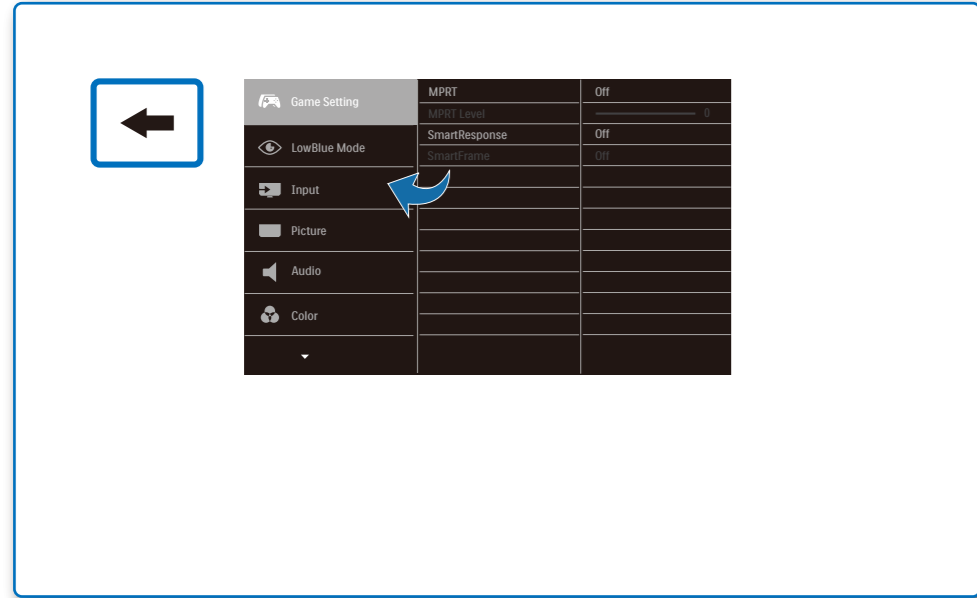 Game Setting
MPRT
Off
MPRT Level
0
SmartResponse
Off
SmartFrame
Off
LowBlue Mode
Input
Picture
Audio
Color